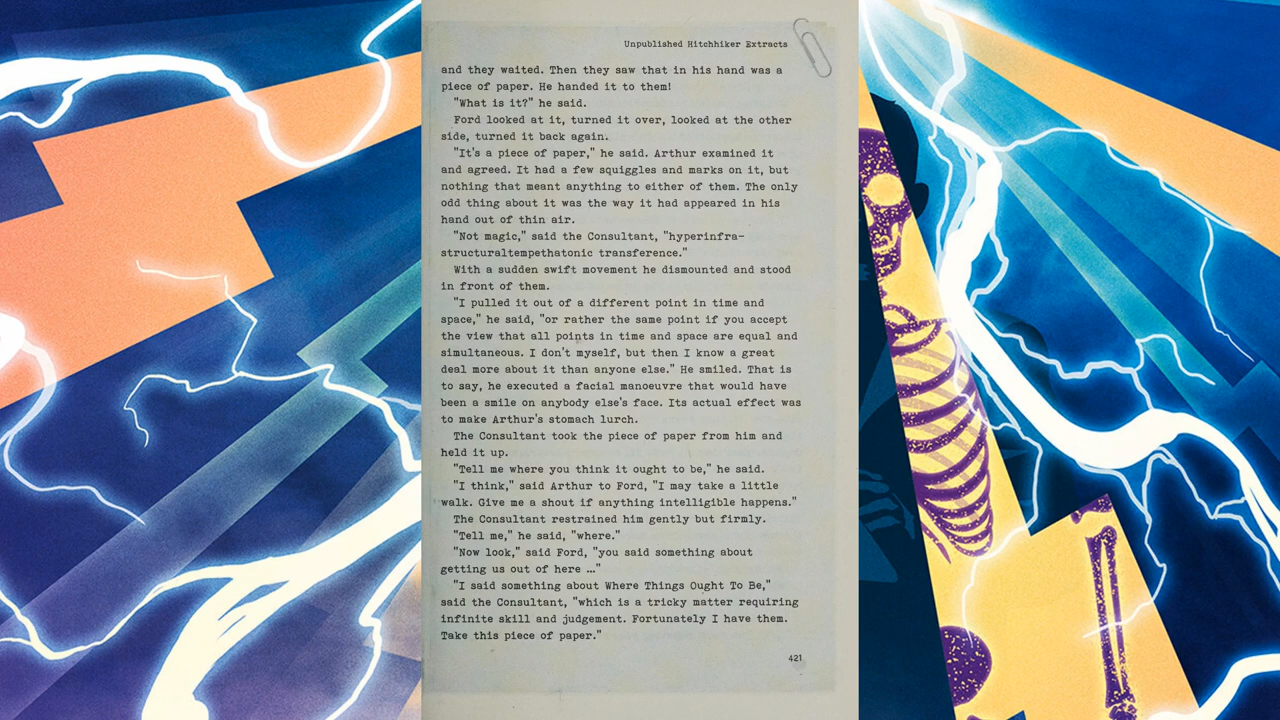 Unpublished Hitchhiker Extracts
and they waited. Then they saw that in his hand was a
piece of paper. He handed it to them!
"What is it?" he said.
Ford looked at it, turned it over, looked at the other
side, turned it back again.
"It's a piece of paper," he said. Arthur examined it
and agreed. It had a few squiggles and marks on it, but
nothing that meant anything to either of them. The only
odd thing about it was the way it had appeared in his
hand out of thin air.
"Not magic," said the Consultant, "hyperinfra-
structuraltempethatonic transference."
With a sudden swift movement he dismounted and stood
in front of them.
"I pulled it out of a different point in time and
space," he said, "or rather the same point if you accept
the view that all points in time and space are equal and
simultaneous. I don't myself, but then I know a great
deal more about it than anyone else." He smiled. That is
to say, he executed a facial manoeuvre that would have
been a smile on anybody else's face. Its actual effect was
to make Arthur's stomach lurch.
The Consultant took the piece of paper from him and
held it up.
"Tell me where you think it ought to be," he said.
"I think," said Arthur to Ford, "I may take a little
walk. Give me a shout if anything intelligible happens."
The Consultant restrained him gently but firmly.
"Tell me," he said, "where."
"Now look," said Ford, "you said something about
getting us out of here …"
"I said something about Where Things Ought To Be,"
said the Consultant, "which is a tricky matter requiring
infinite skill and judgement. Fortunately I have them.
Take this piece of paper."
421